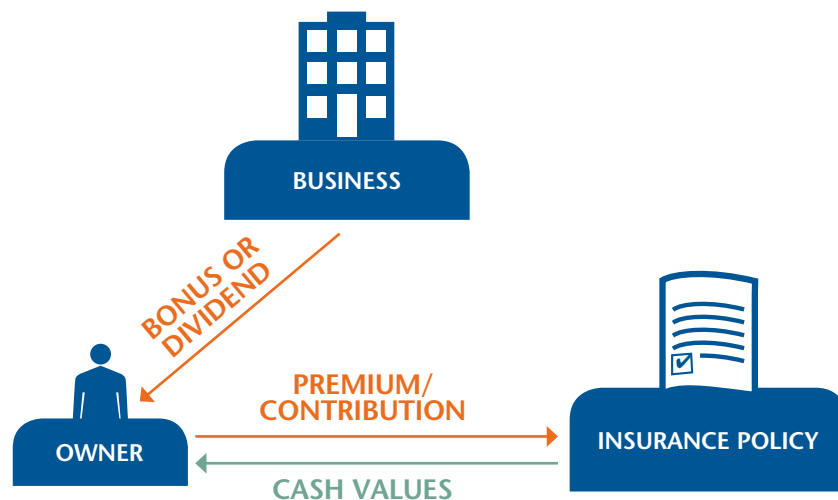 BUSINESS
BONUS OR
DIVIDEND
PREMIUM/
CONTRIBUTION
OWNER
INSURANCE POLICY
CASH VALUES